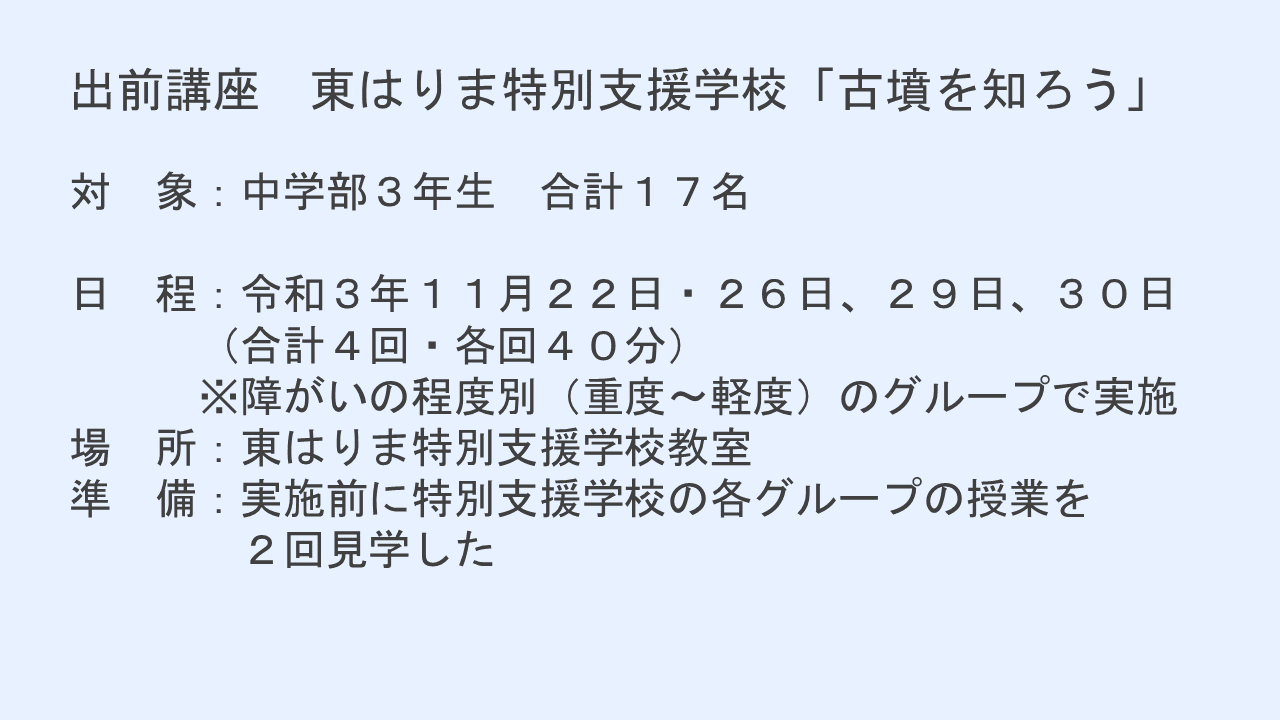 出前講座　東はりま特別支援学校「古墳を知ろう」
対　象：中学部３年生　合計１７名
日　程：令和３年１１月２２日・２６日、２９日、３０日
（合計４回・各回４０分）
※障がいの程度別（重度～軽度）のグループで実施
場　所：東はりま特別支援学校教室
準　備：実施前に特別支援学校の各グループの授業を
２回見学した